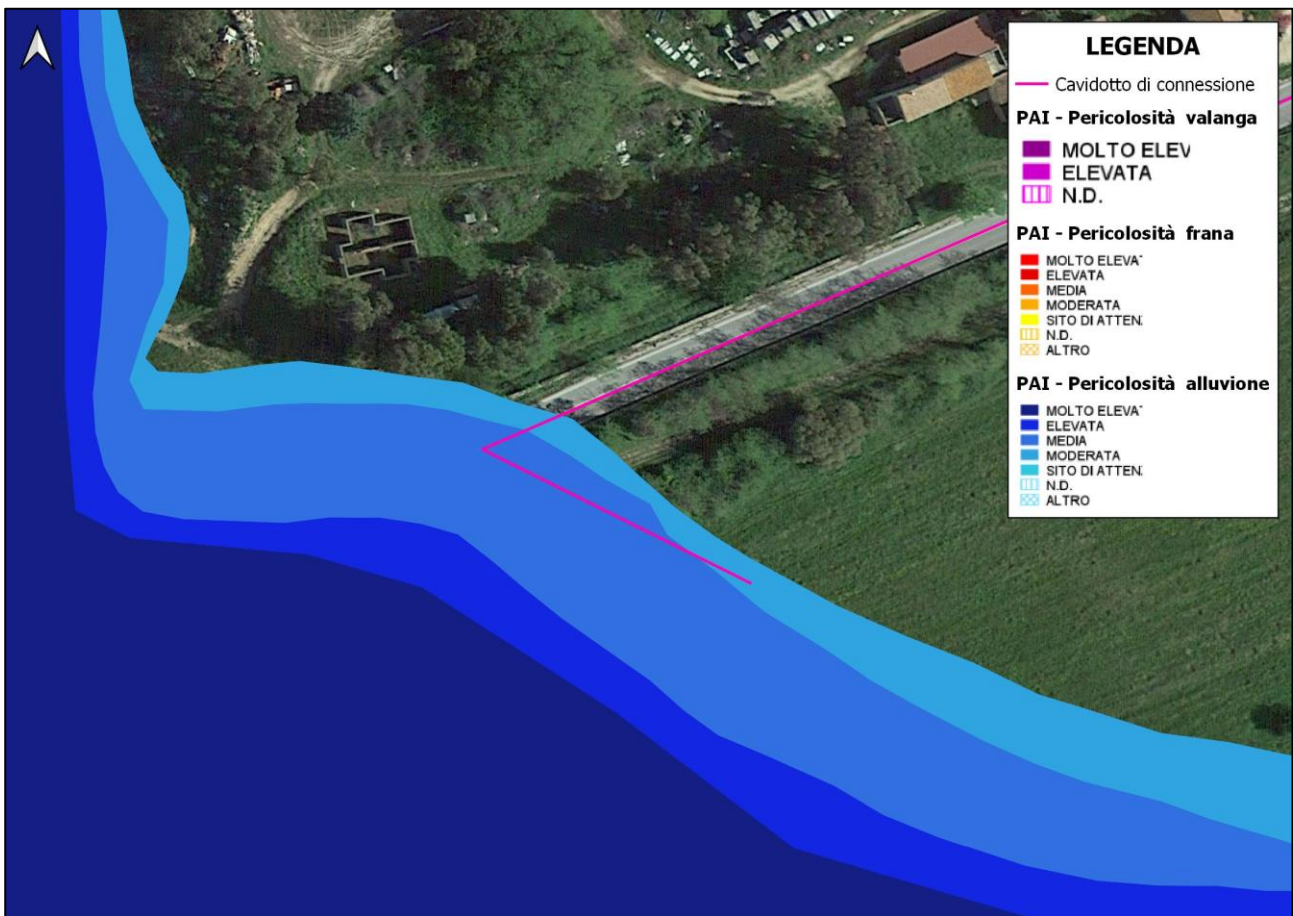 LEGENDA
Cavidotto di connessione
PAI - Pericolosità valanga
MOLTO ELEV
ELEVATA
N.D.
PAI - Pericolosità frana
MOLTO ELEVA
ELEVATA
MEDIA
MODERATA
SITO DI ATTEN
N.D.
ALTRO
PAI - Pericolosità alluvione
MOLTO ELEVA
ELEVATA
MEDIA
MODERATA
SITO DI ATTEN
N.D.
ALTRO